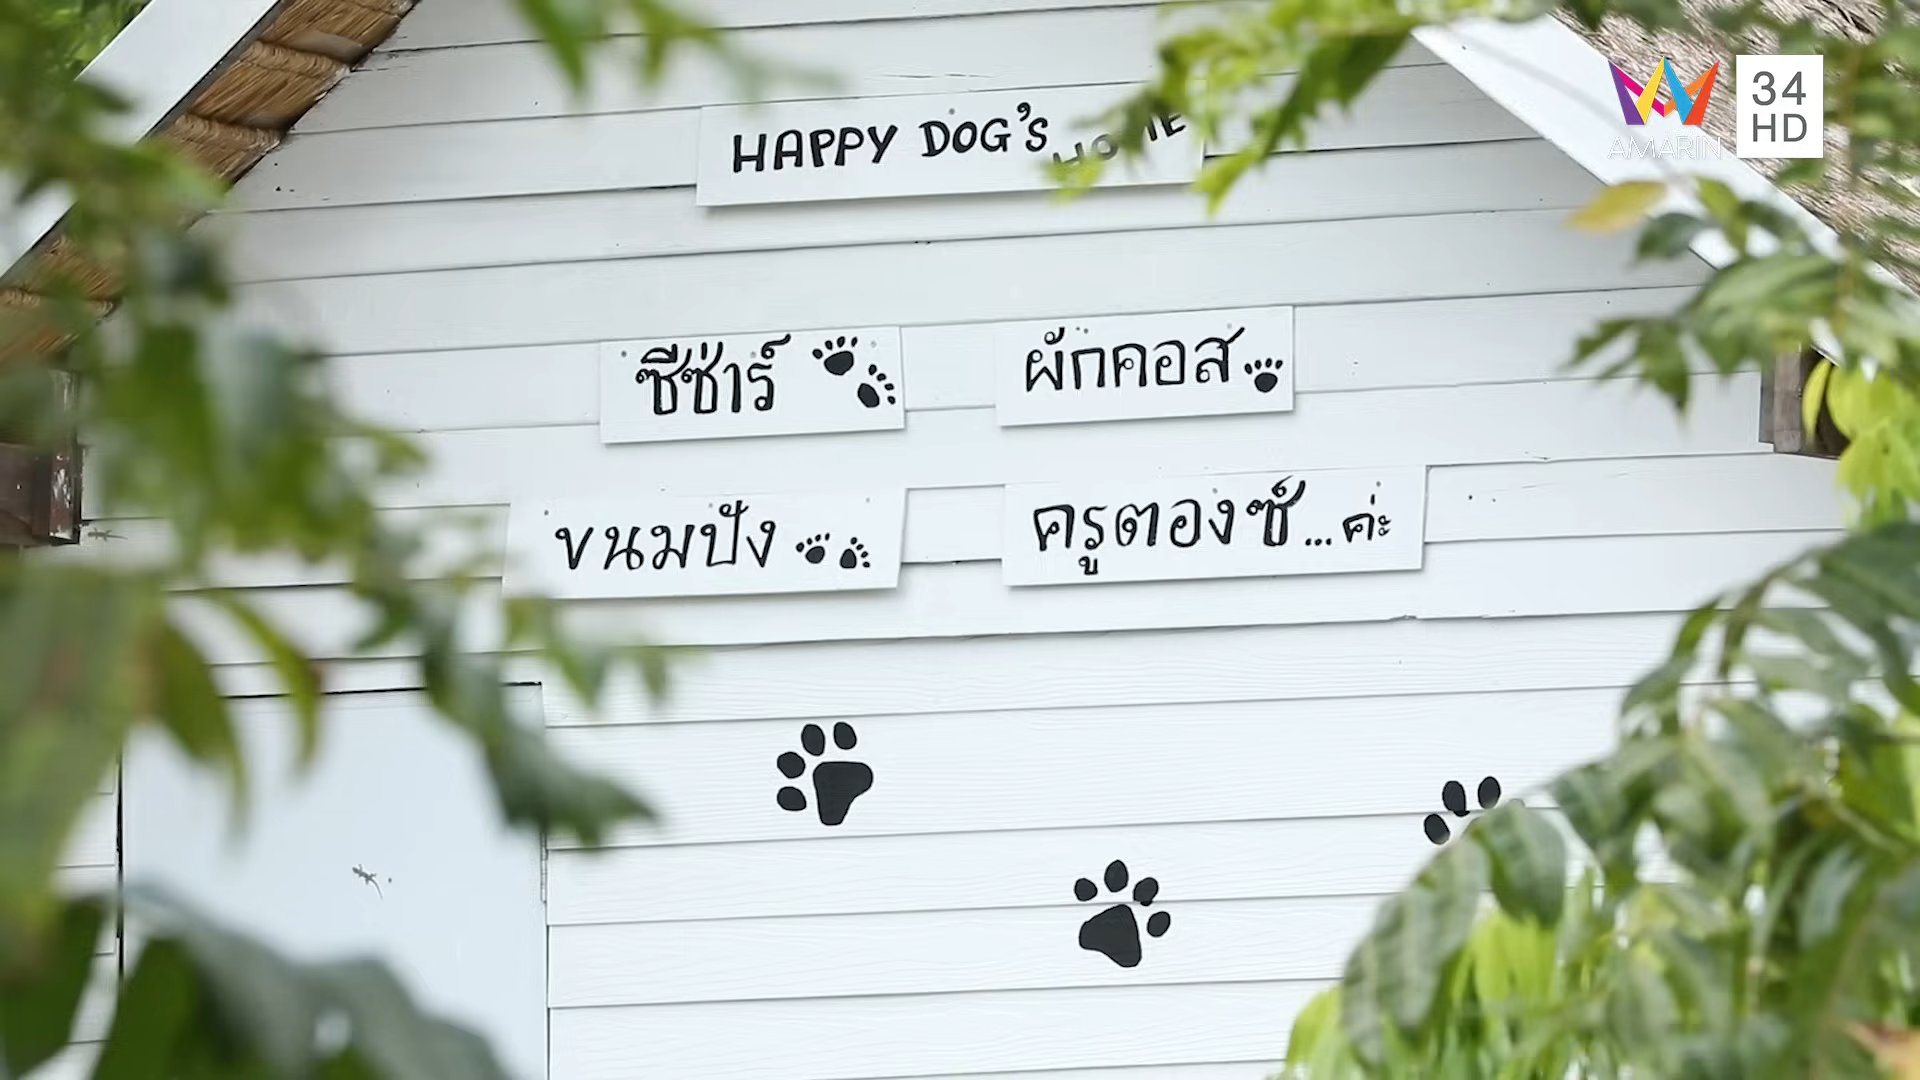 HAPPY DOG'S HOME
ซีซ่าร์
ผักคอส
ขนมปัง
ครูตองซ์...ค่ะ
AMARIN
34
HD